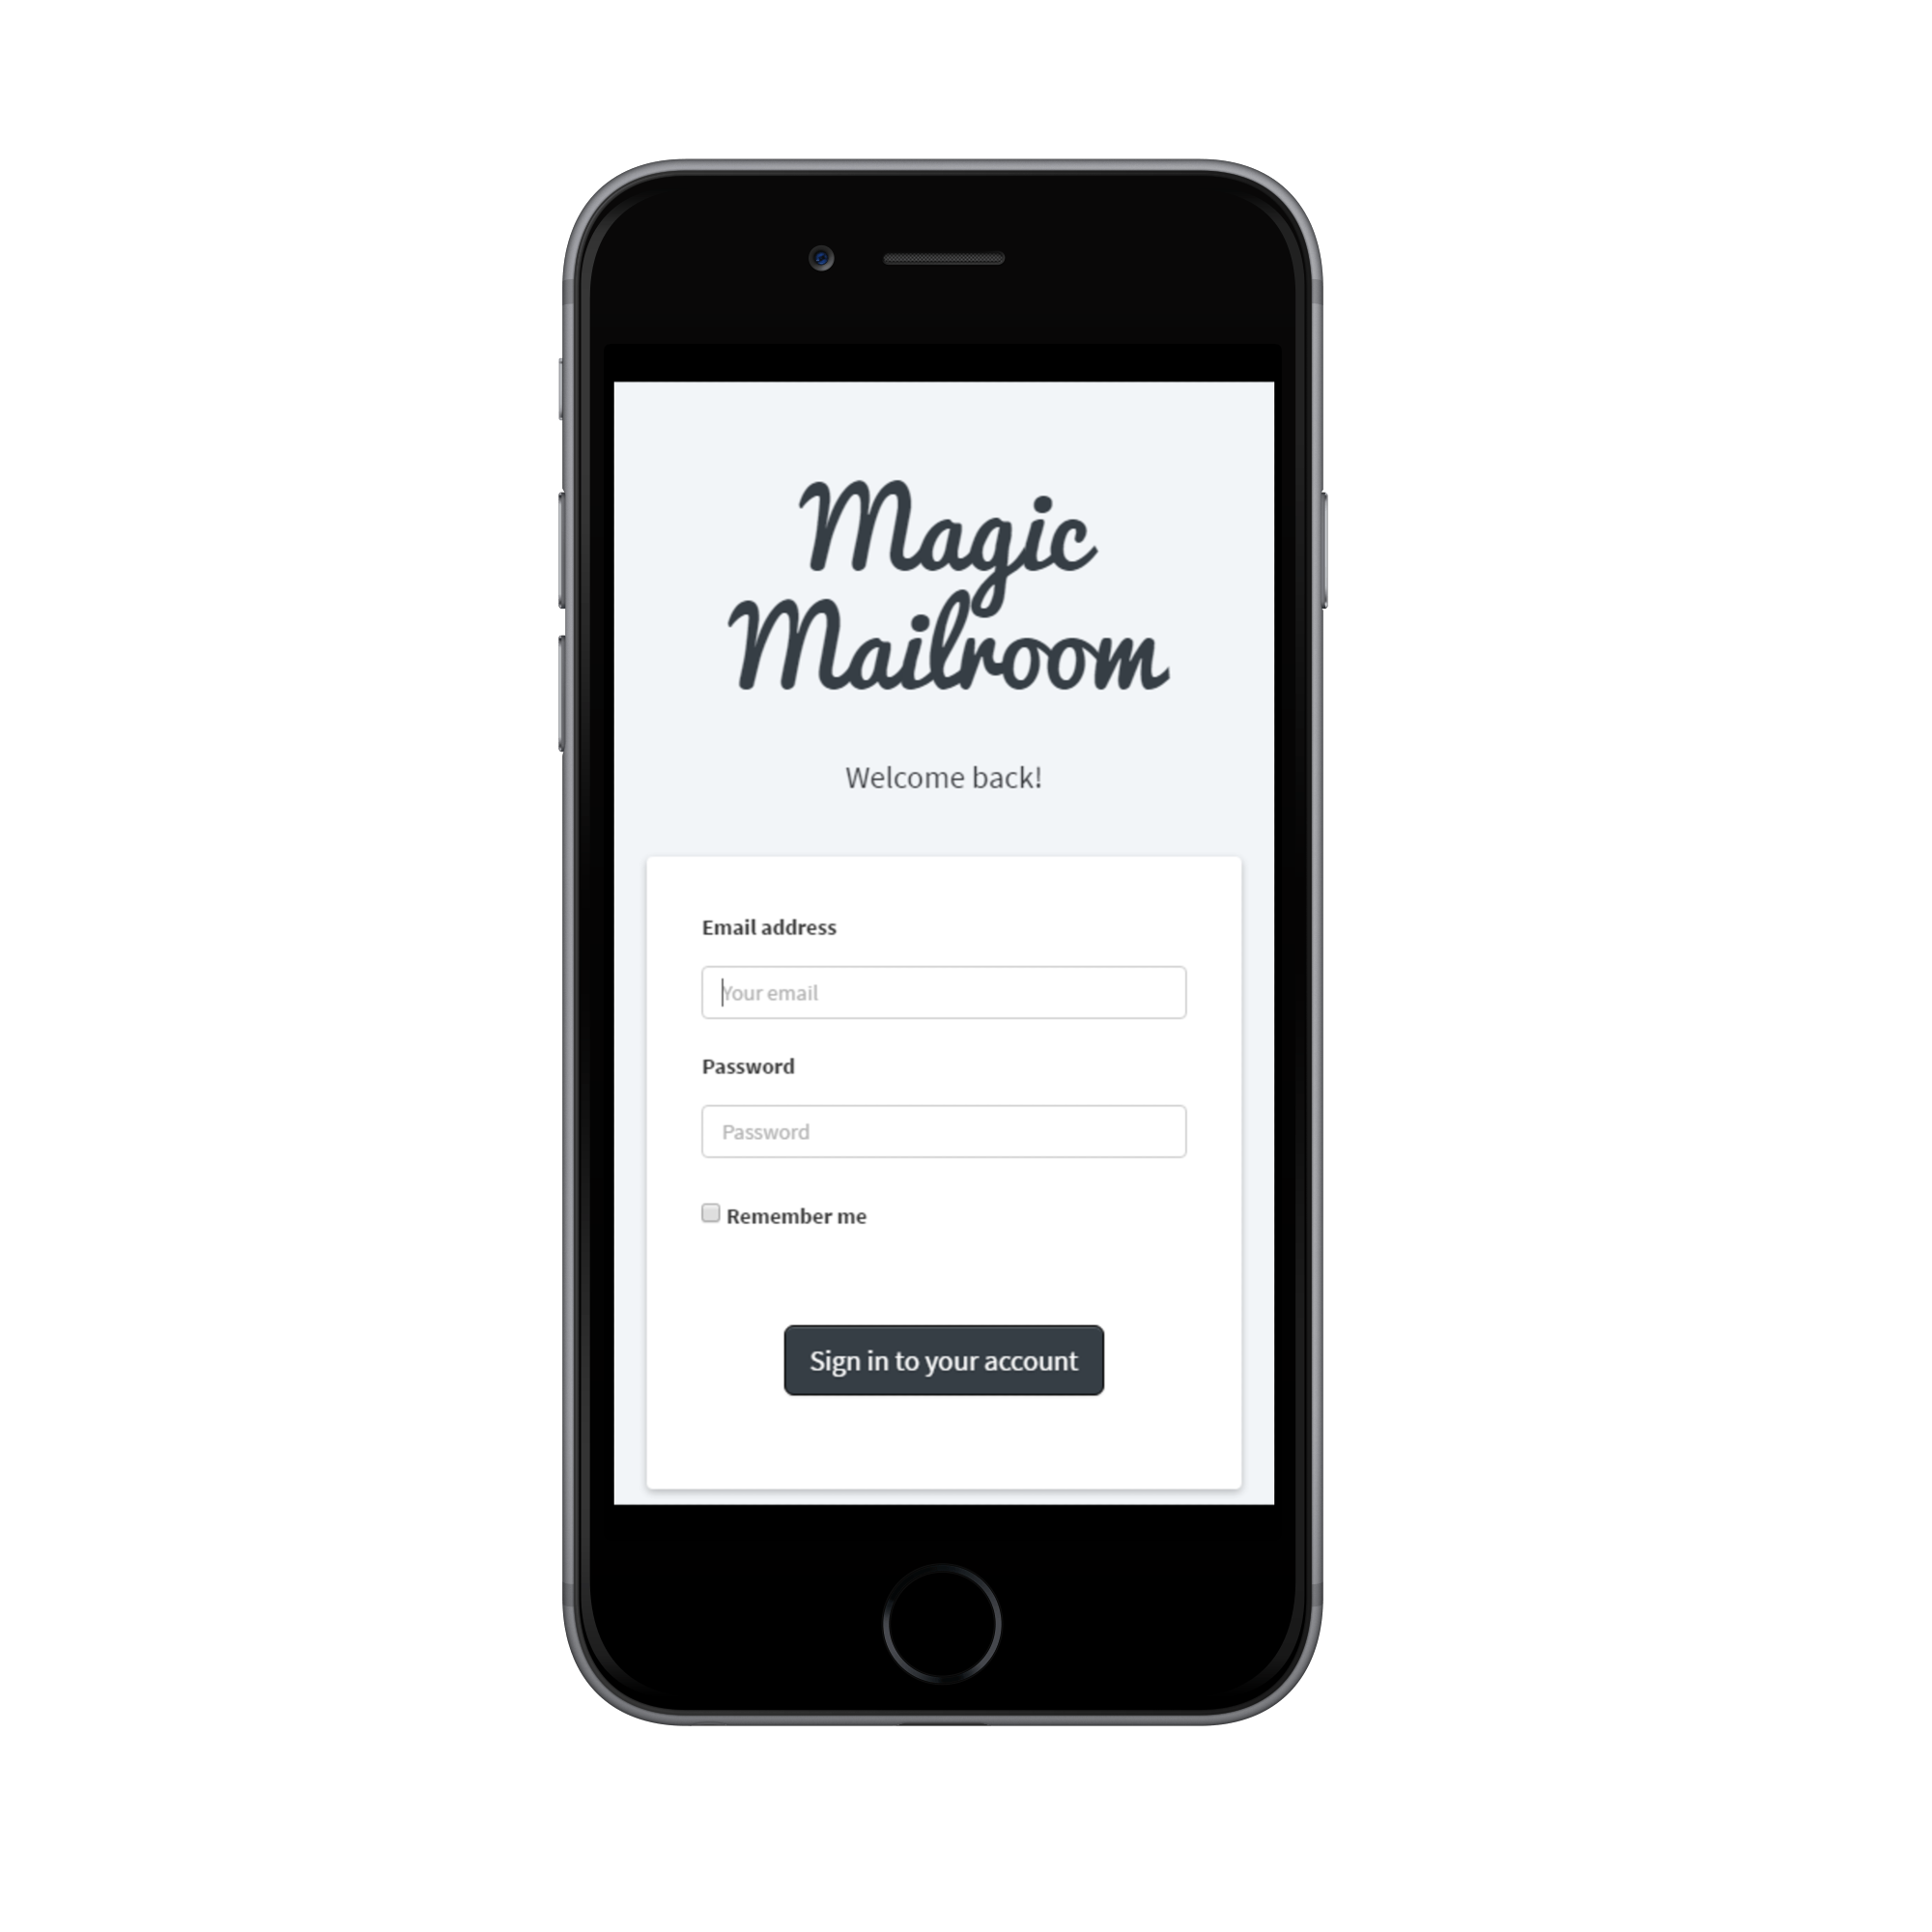 Magic
Mailroom
Welcome back!
Email address
Your email
Password
Password
Remember me
Sign in to your account